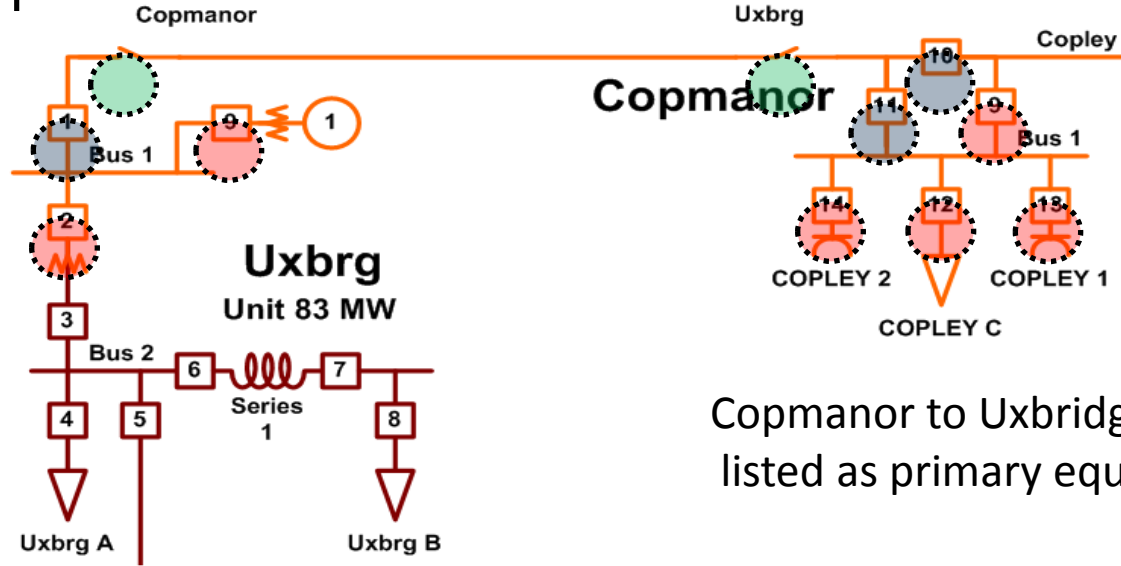 Copmanor
Uxbrg
Copley
10
Copmanor
1
9
1
11
9
Bus 1
Bus 1
2
14
12
13
Uxbrg
COPLEY 2
COPLEY 1
Unit 83 MW
3
COPLEY C
Bus 2
6
7
Series
1
4
5
8
Copmanor to Uxbridg
listed as primary equ
Uxbrg A
Uxbrg B